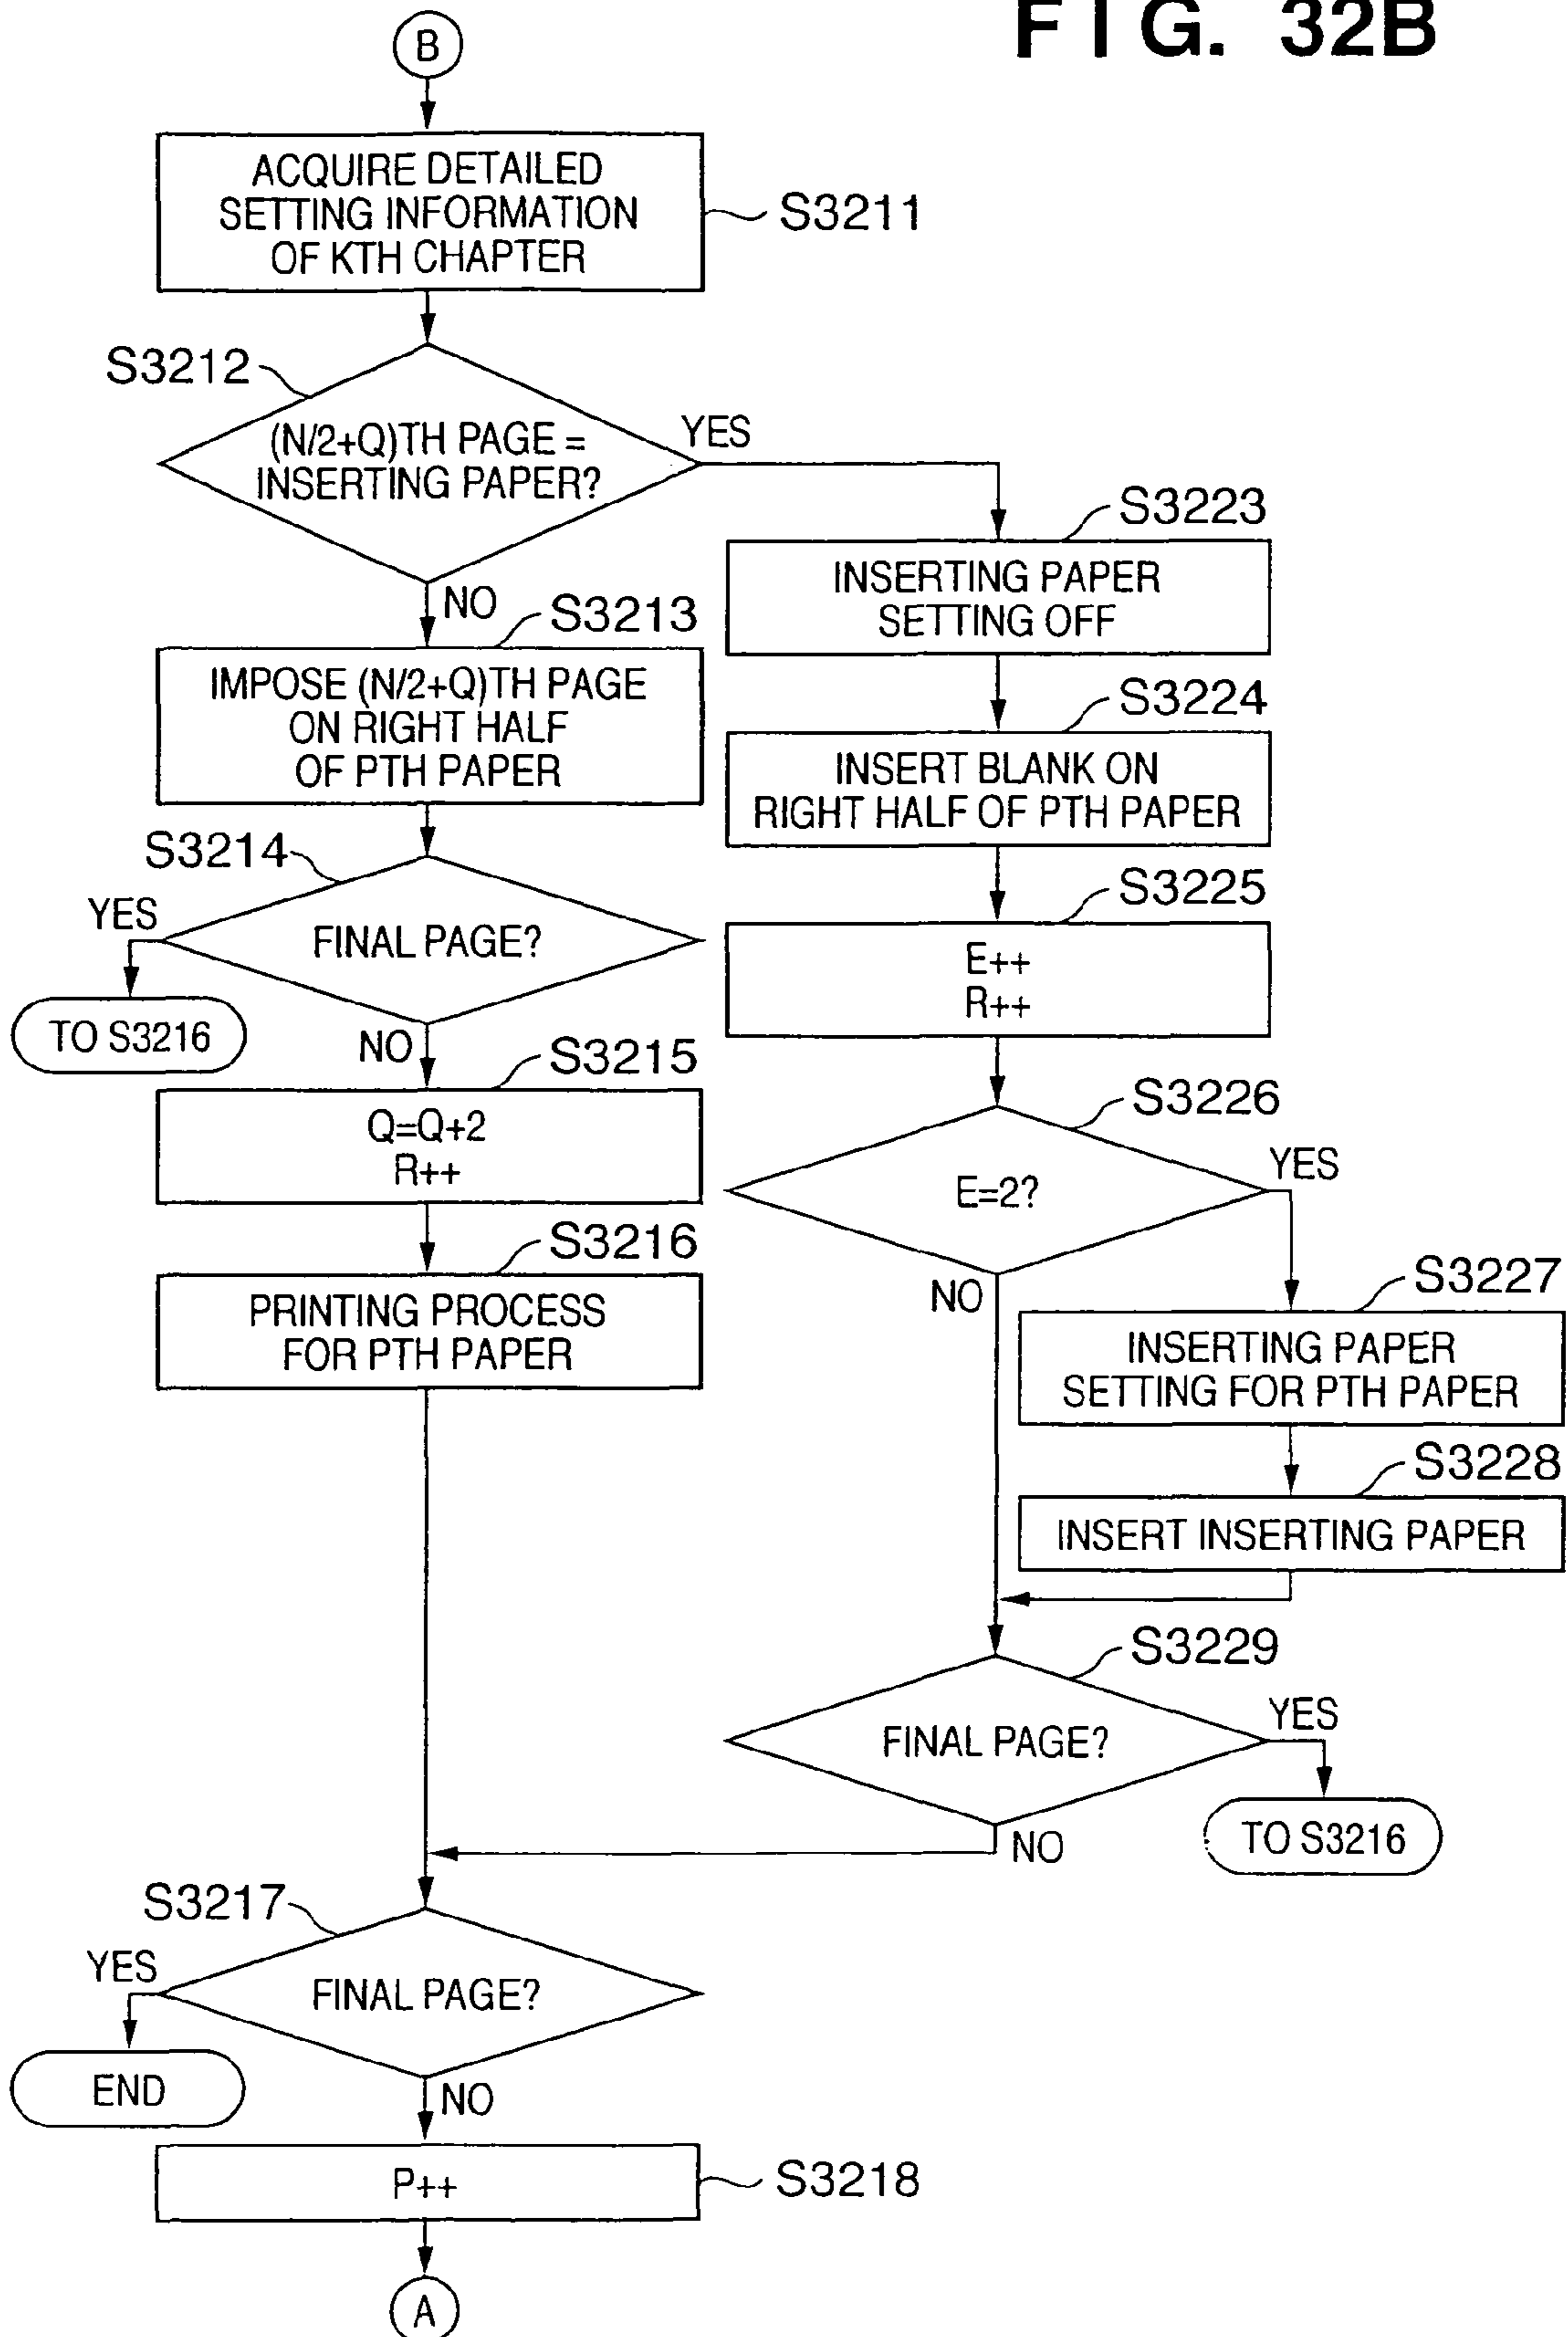 FIG. 32B
B
ACQUIRE DETAILED
SETTING INFORMATION
OF KTH CHAPTER
S3211
S3212
(N/2+Q)TH PAGE =
INSERTING PAPER?
YES
NO
S3213
IMPOSE (N/2+Q)TH PAGE
ON RIGHT HALF
OF PTH PAPER
S3214
YES
FINAL PAGE?
TO S3216
NO
S3215
Q=Q+2
R++
S3216
PRINTING PROCESS
FOR PTH PAPER
S3223
INSERTING PAPER
SETTING OFF
S3224
INSERT BLANK ON
RIGHT HALF OF PTH PAPER
S3225
E++
R++
S3226
E=2?
YES
NO
S3227
INSERTING PAPER
SETTING FOR PTH PAPER
S3228
INSERT INSERTING PAPER
S3229
FINAL PAGE?
YES
TO S3216
NO
S3217
YES
FINAL PAGE?
END
NO
P++
S3218
A